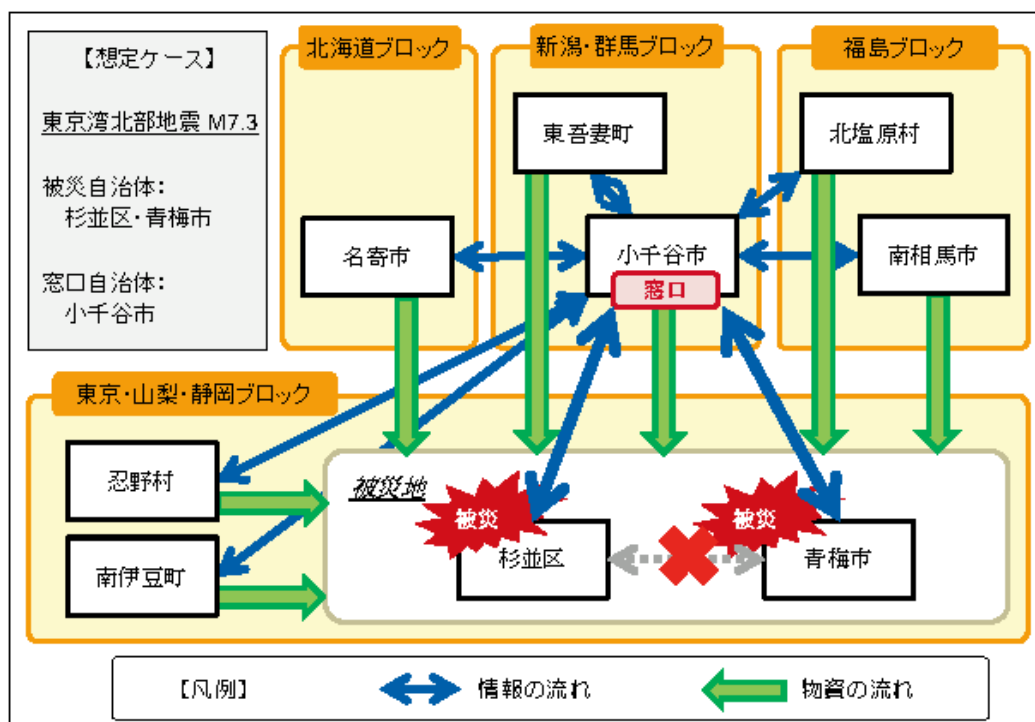 【想定ケース】
東京湾北部地震 M7.3
被災自治体:
杉並区・青梅市
窓口自治体:
小千谷市
北海道ブロック
新潟・群馬ブロック
福島ブロック
東吾妻町
北塩原村
名寄市
小千谷市
窓口
南相馬市
東京・山梨・静岡ブロック
忍野村
南伊豆町
被災地
被災
杉並区
被災
青梅市
【凡例】
情報の流れ
物資の流れ